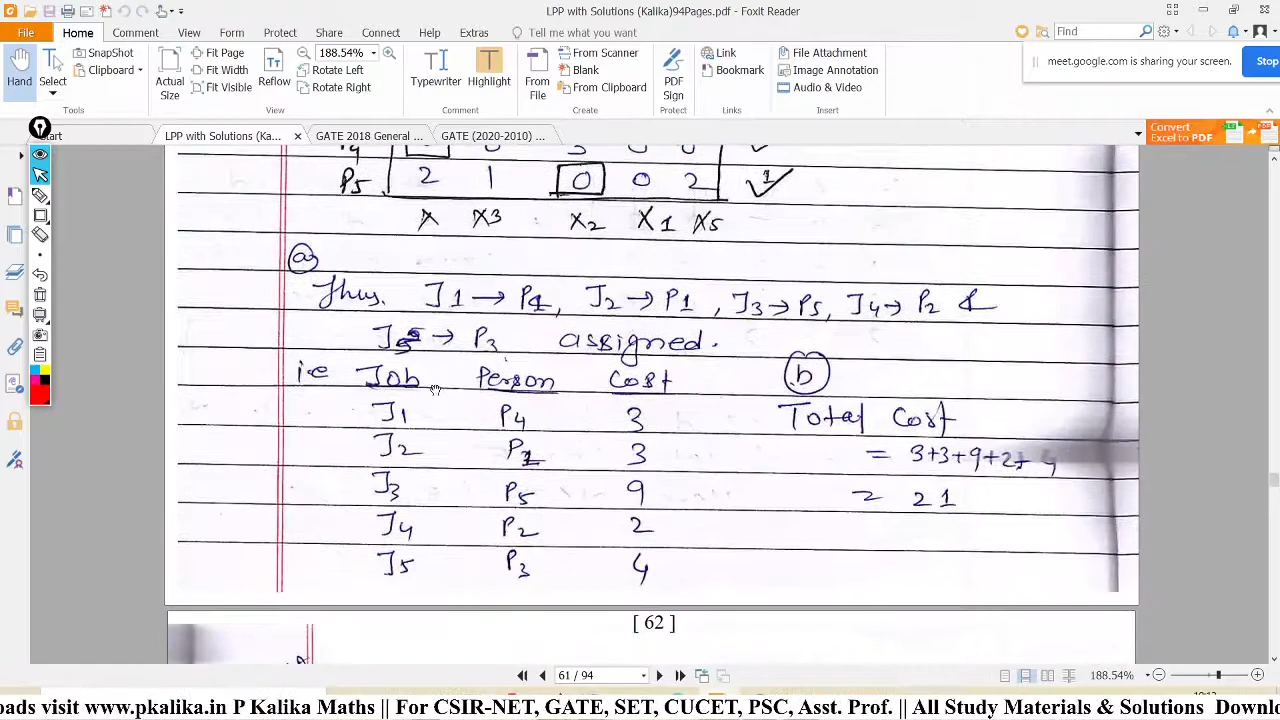 LPP with Solutions (Kalika)94Pages.pdf - Foxit Reader
File Home Comment View Form Protect Share Connect Help Extras Tell me what you want... Find
SnapShot Fit Page 188.54% From Scanner Link File Attachment
Clipboard Fit Width Rotate Left Blank Bookmark Image Annotation
Hand Select Actual Size Reflow Fit Visible Rotate Right Typewriter Highlight From File From Clipboard PDF Sign Audio & Video
Tools View Comment Create Protect Links Insert
meet.google.com is sharing your screen. Stop
Start LPP with Solutions (Ka... GATE 2018 General ... GATE (2020-2010) ... Convert Excel to PDF
P5 2 1 0 0 2 1
X X3 X2 X1 X5
a
Thus. J1 → P4, J2 → P1, J3 → P5, J4 → P2 &
J5 → P3 assigned.
i.e Job Person Cost b
J1 P4 3 Total Cost
J2 P1 3 = 3+3+9+2+4
J3 P5 9 = 21
J4 P2 2
J5 P3 4
[ 62 ]
61 / 94 188.54%
oads visit www.pkalika.in P Kalika Maths || For CSIR-NET, GATE, SET, CUCET, PSC, Asst. Prof. || All Study Materials & Solutions Downlo